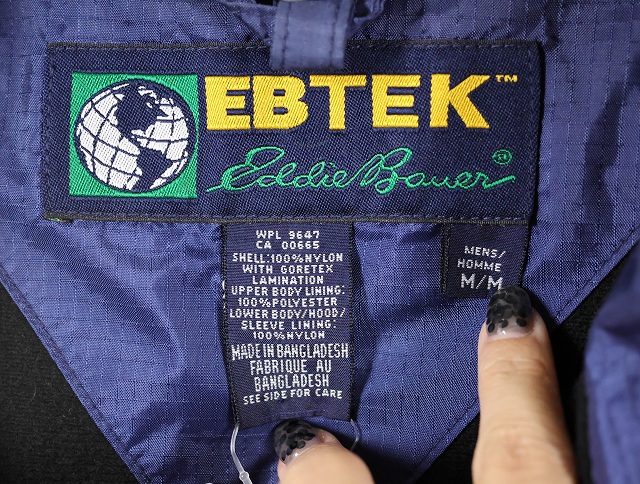 EBTEK™
Eddie Bauer®
WPL 9647
CA 00665
SHELL:100%NYLON
WITH GORETEX
LAMINATION
UPPER BODY LINING:
100%POLYESTER
LOWER BODY/HOOD/
SLEEVE LINING:
100%NYLON
MADE IN BANGLADESH
FABRIQUE AU
BANGLADESH
SEE SIDE FOR CARE
MENS/
HOMME
M/M